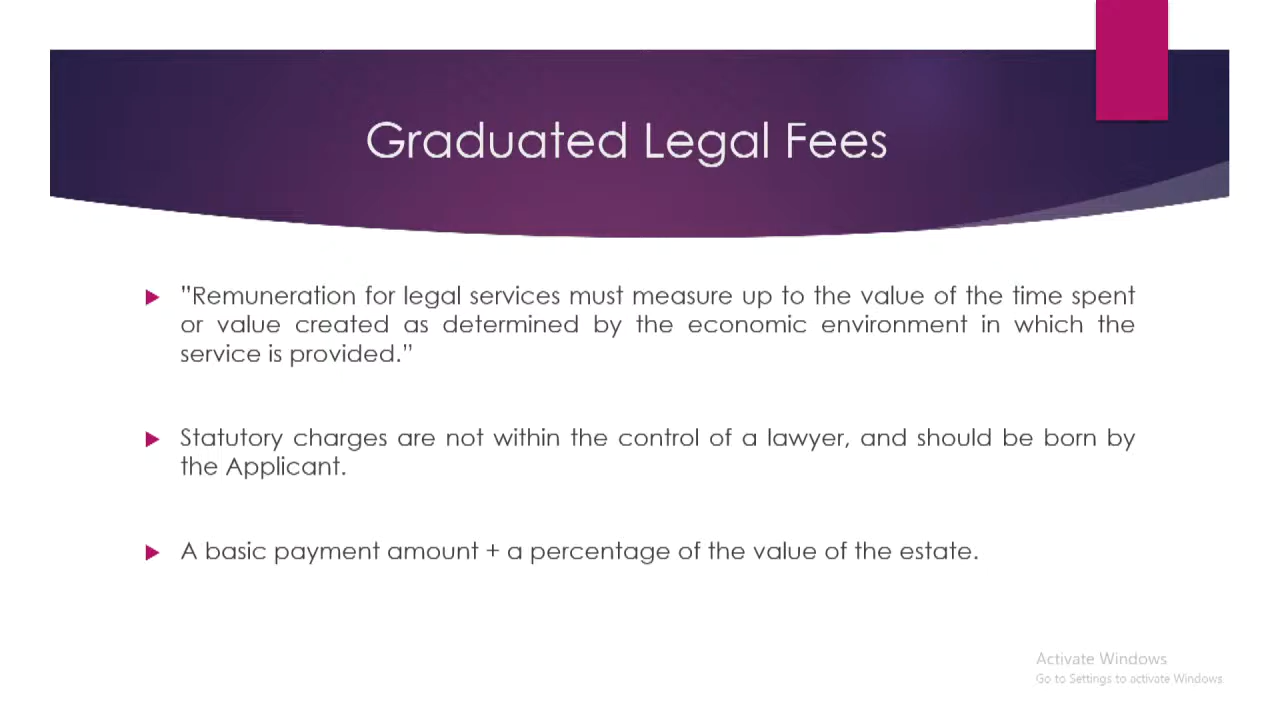 Graduated Legal Fees
"Remuneration for legal services must measure up to the value of the time spent
or value created as determined by the economic environment in which the
service is provided.”
Statutory charges are not within the control of a lawyer, and should be born by
the Applicant.
A basic payment amount + a percentage of the value of the estate.
Activate Windows
Go to Settings to activate Windows.